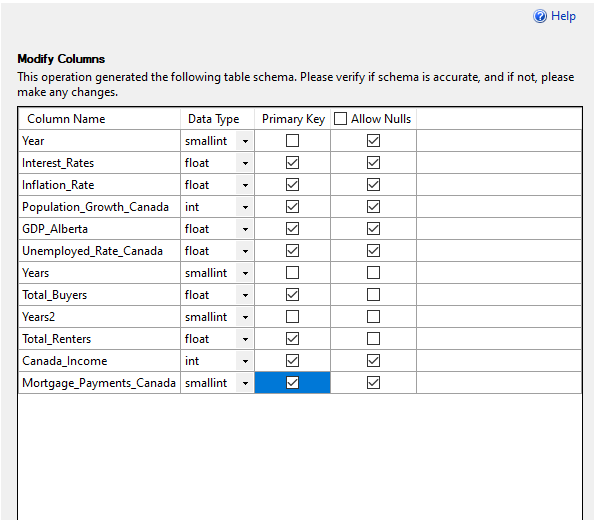 Help
Modify Columns
This operation generated the following table schema. Please verify if schema is accurate, and if not, please
make any changes.
Column Name Data Type Primary Key Allow Nulls
Year smallint
Interest_Rates float
Inflation_Rate float
Population_Growth_Canada int
GDP_Alberta float
Unemployed_Rate_Canada float
Years smallint
Total_Buyers float
Years2 smallint
Total_Renters float
Canada_Income int
Mortgage_Payments_Canada smallint